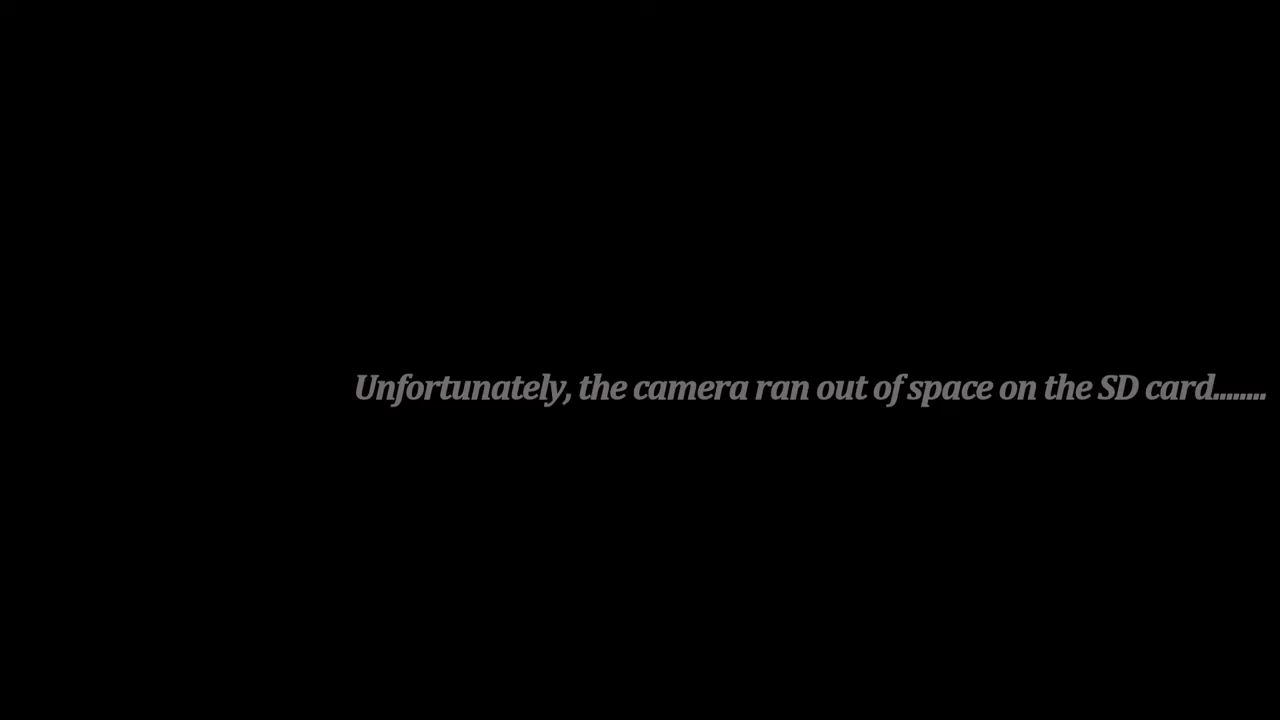 Unfortunately, the camera ran out of space on the SD card........